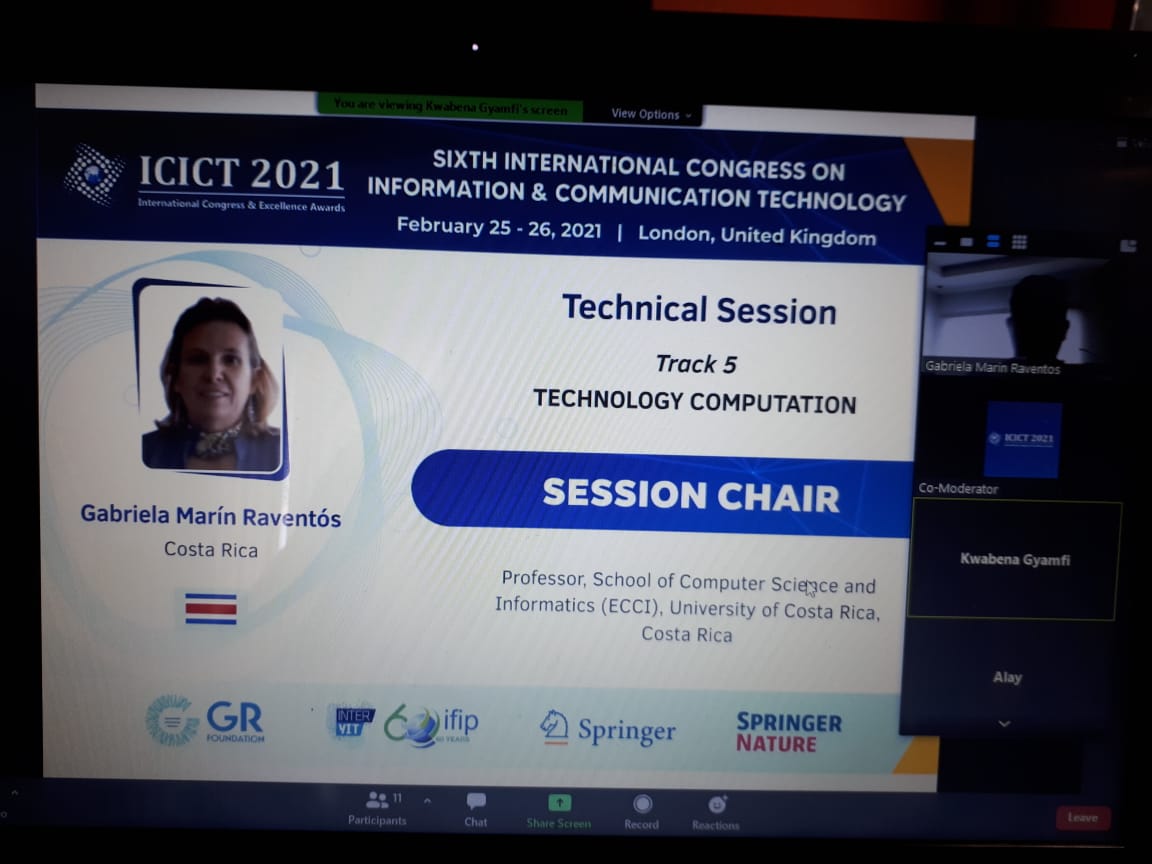 You are viewing Kwabena Gyamfi's screen
View Options
ICICT 2021
International Congress & Excellence Awards
SIXTH INTERNATIONAL CONGRESS ON
INFORMATION & COMMUNICATION TECHNOLOGY
February 25 - 26, 2021 | London, United Kingdom
Technical Session
Track 5
TECHNOLOGY COMPUTATION
SESSION CHAIR
Gabriela Marín Raventós
Costa Rica
Professor, School of Computer Science and
Informatics (ECCI), University of Costa Rica,
Costa Rica
GR
FOUNDATION
INTER
VIT
60 ifip
60 YEARS
Springer
SPRINGER
NATURE
Gabriela Marin Raventos
ICICT 2021
Co-Moderator
Kwabena Gyamfi
Alay
11
Participants
Chat
Share Screen
Record
Reactions
Leave